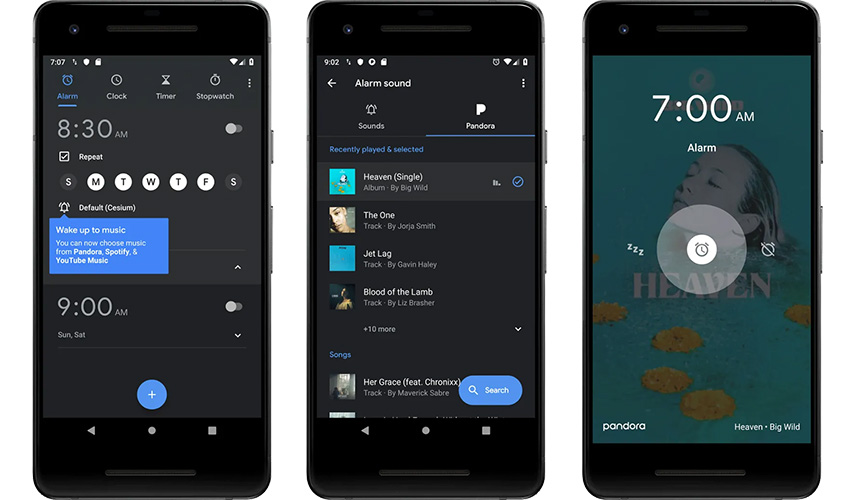 7:07
Alarm
Clock
Timer
Stopwatch
8:30 AM
Repeat
S M T W T F S
Default (Cesium)
Wake up to music
You can now choose music
from Pandora, Spotify, &
YouTube Music
9:00 AM
Sun, Sat
9:02
Alarm sound
Sounds
Pandora
Recently played & selected
Heaven (Single)
Album · By Big Wild
The One
Track · By Jorja Smith
Jet Lag
Track · By Gavin Haley
Blood of the Lamb
Track · By Liz Brasher
+10 more
Songs
Her Grace (feat. Chronixx)
Track · By Maverick Sabre
Search
7:00 AM
Alarm
zzz
HEAVEN
pandora
Heaven • Big Wild